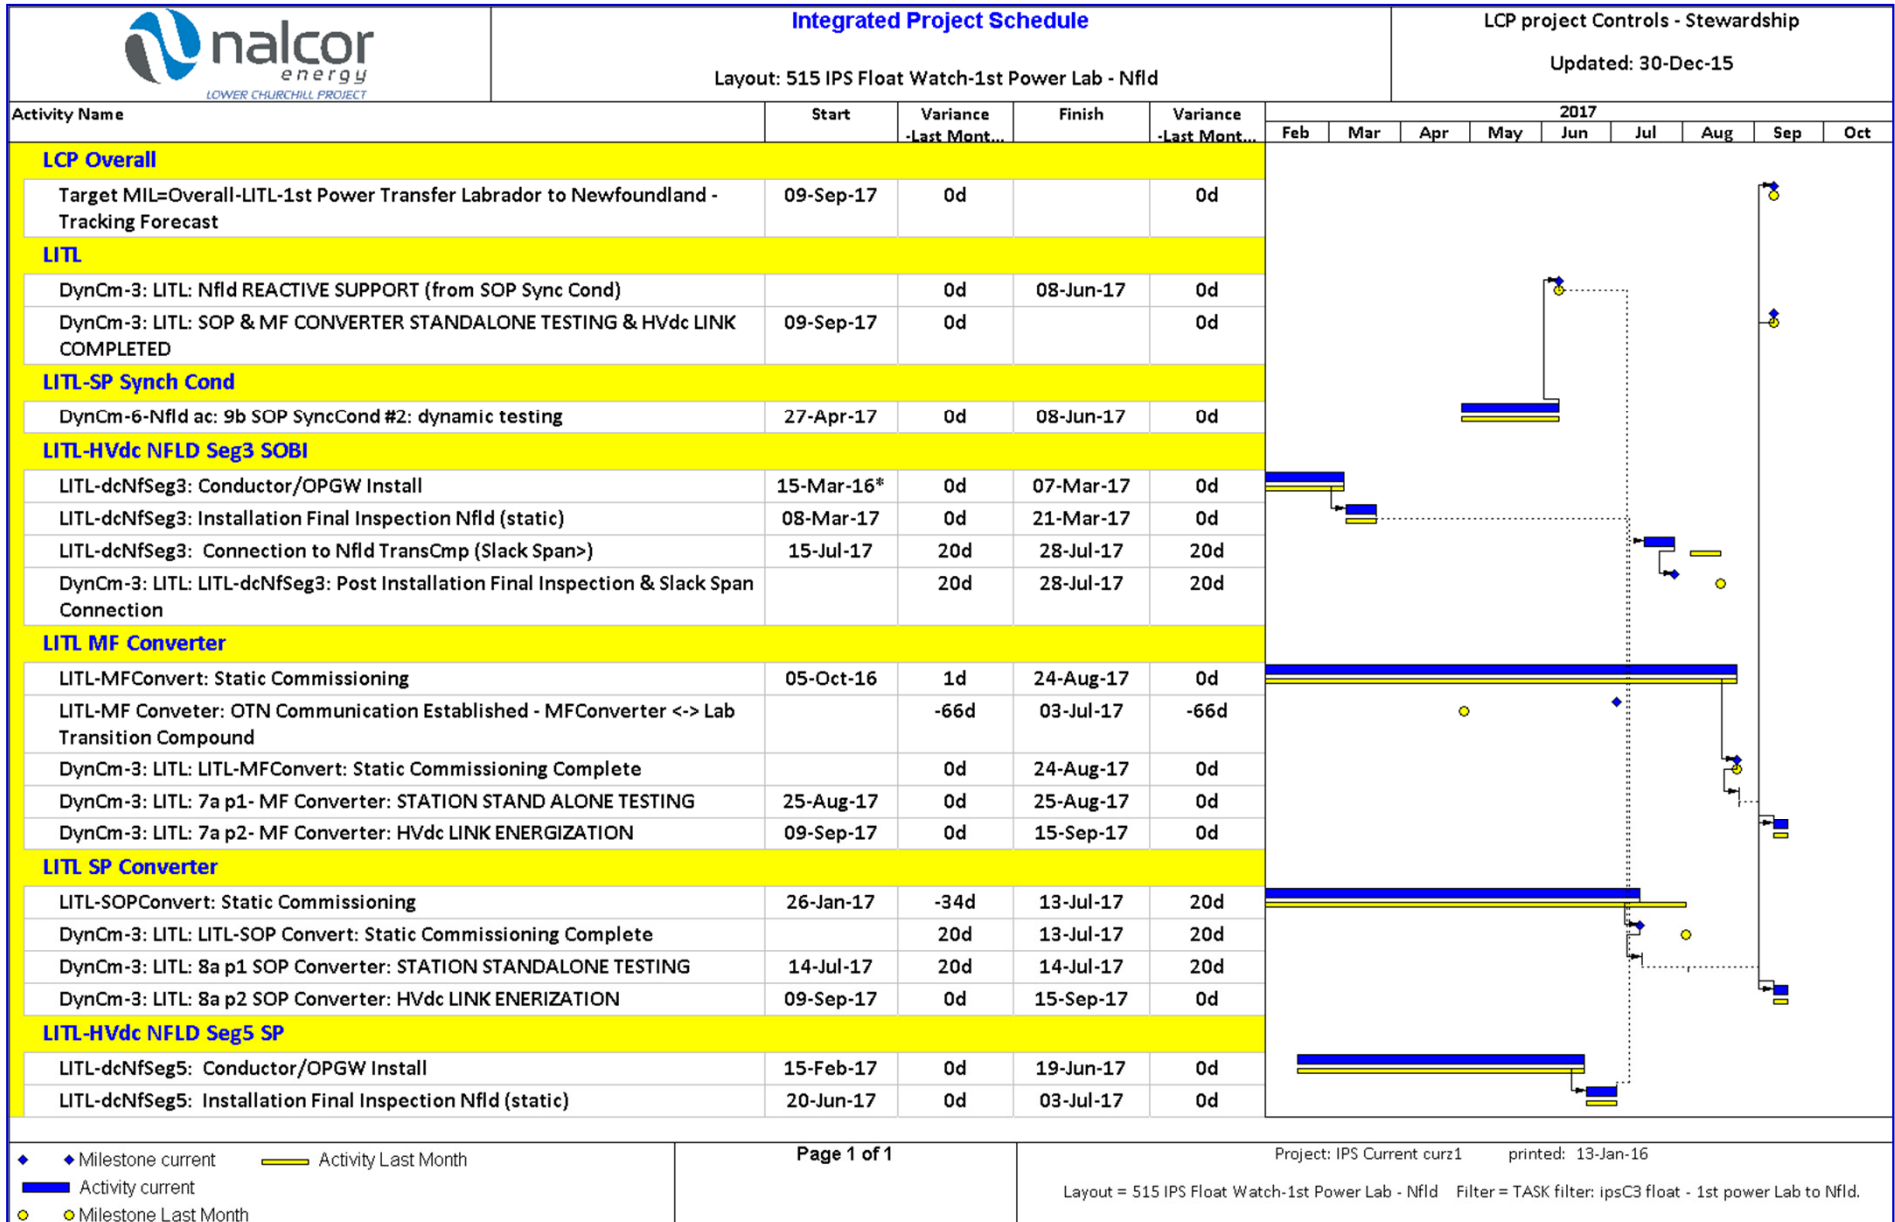 nalcor
energy
LOWER CHURCHILL PROJECT
Integrated Project Schedule
Layout: 515 IPS Float Watch-1st Power Lab - Nfld
LCP project Controls - Stewardship
Updated: 30-Dec-15
Activity Name Start Variance -Last Mont... Finish Variance -Last Mont...
2017
Feb Mar Apr May Jun Jul Aug Sep Oct
LCP Overall
Target MIL=Overall-LITL-1st Power Transfer Labrador to Newfoundland - 09-Sep-17 0d 0d
Tracking Forecast
LITL
DynCm-3: LITL: Nfld REACTIVE SUPPORT (from SOP Sync Cond) 0d 08-Jun-17 0d
DynCm-3: LITL: SOP & MF CONVERTER STANDALONE TESTING & HVdc LINK 09-Sep-17 0d 0d
COMPLETED
LITL-SP Synch Cond
DynCm-6-Nfld ac: 9b SOP SyncCond #2: dynamic testing 27-Apr-17 0d 08-Jun-17 0d
LITL-HVdc NFLD Seg3 SOBI
LITL-dcNfSeg3: Conductor/OPGW Install 15-Mar-16* 0d 07-Mar-17 0d
LITL-dcNfSeg3: Installation Final Inspection Nfld (static) 08-Mar-17 0d 21-Mar-17 0d
LITL-dcNfSeg3: Connection to Nfld TransCmp (Slack Span>) 15-Jul-17 20d 28-Jul-17 20d
DynCm-3: LITL: LITL-dcNfSeg3: Post Installation Final Inspection & Slack Span 20d 28-Jul-17 20d
Connection
LITL MF Converter
LITL-MFConvert: Static Commissioning 05-Oct-16 1d 24-Aug-17 0d
LITL-MF Conveter: OTN Communication Established - MFConverter <-> Lab -66d 03-Jul-17 -66d
Transition Compound
DynCm-3: LITL: LITL-MFConvert: Static Commissioning Complete 0d 24-Aug-17 0d
DynCm-3: LITL: 7a p1- MF Converter: STATION STAND ALONE TESTING 25-Aug-17 0d 25-Aug-17 0d
DynCm-3: LITL: 7a p2- MF Converter: HVdc LINK ENERGIZATION 09-Sep-17 0d 15-Sep-17 0d
LITL SP Converter
LITL-SOPConvert: Static Commissioning 26-Jan-17 -34d 13-Jul-17 20d
DynCm-3: LITL: LITL-SOP Convert: Static Commissioning Complete 20d 13-Jul-17 20d
DynCm-3: LITL: 8a p1 SOP Converter: STATION STANDALONE TESTING 14-Jul-17 20d 14-Jul-17 20d
DynCm-3: LITL: 8a p2 SOP Converter: HVdc LINK ENERIZATION 09-Sep-17 0d 15-Sep-17 0d
LITL-HVdc NFLD Seg5 SP
LITL-dcNfSeg5: Conductor/OPGW Install 15-Feb-17 0d 19-Jun-17 0d
LITL-dcNfSeg5: Installation Final Inspection Nfld (static) 20-Jun-17 0d 03-Jul-17 0d
Milestone current Activity Last Month
Activity current
Milestone Last Month
Page 1 of 1
Project: IPS Current curz1 printed: 13-Jan-16
Layout = 515 IPS Float Watch-1st Power Lab - Nfld Filter = TASK filter: ipsC3 float - 1st power Lab to Nfld.